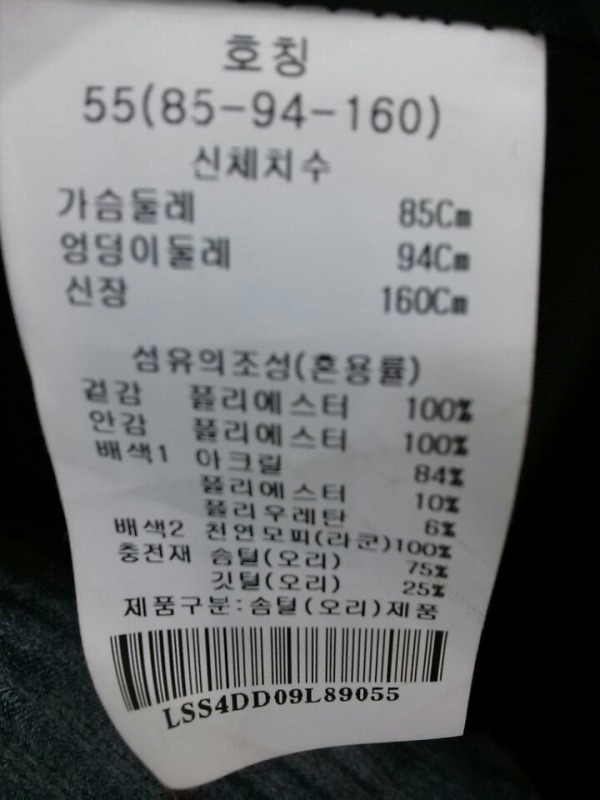 호칭
55(85-94-160)
신체치수
가슴둘레 85Cm
엉덩이둘레 94Cm
신장 160Cm
섬유의조성(혼용률)
겉감 폴리에스터 100%
안감 폴리에스터 100%
배색1 아크릴 84%
폴리에스터 10%
폴리우레탄 6%
배색2 천연모피(라쿤)100%
충전재 솜털(오리) 75%
깃털(오리) 25%
제품구분:솜털(오리)제품
LSS4DD09L89055